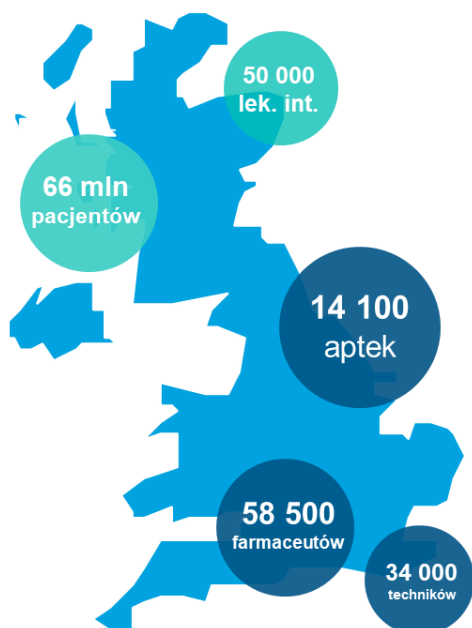 50 000
lek. int.
66 mln
pacjentów
14 100
aptek
58 500
farmaceutów
34 000
techników